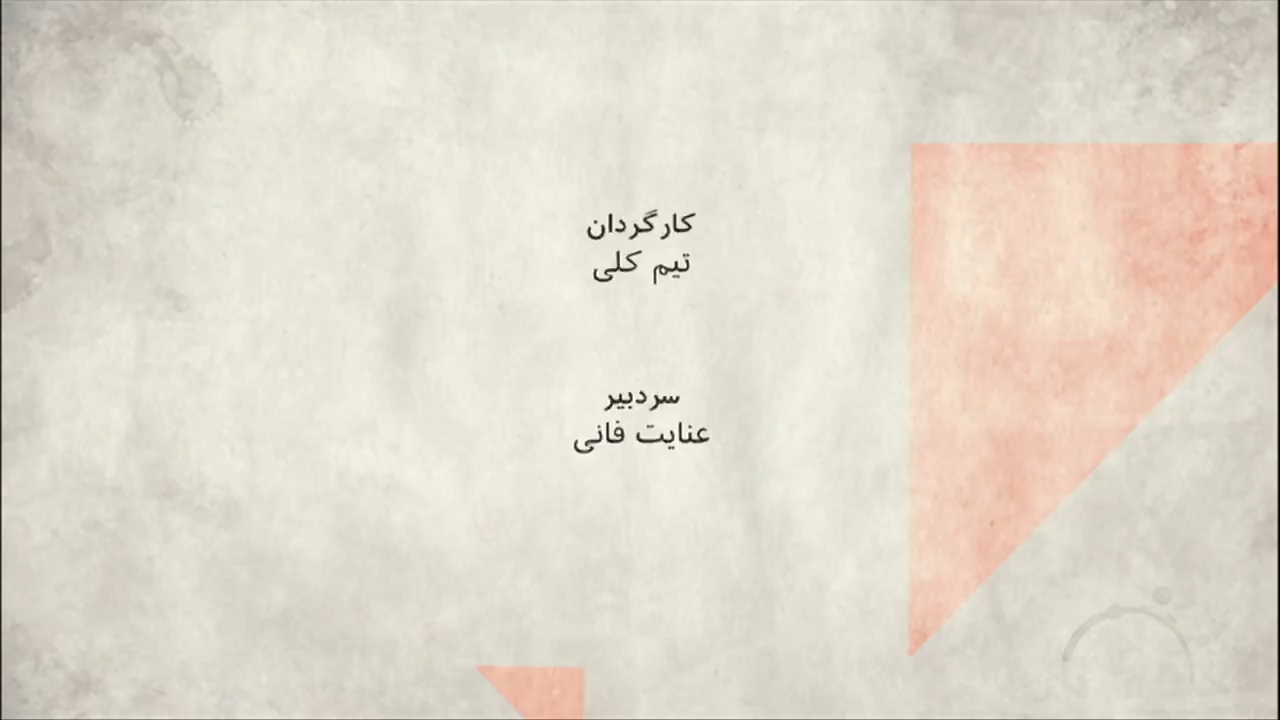 کارگردان
تیم کلی
سردبیر
عنایت فانی